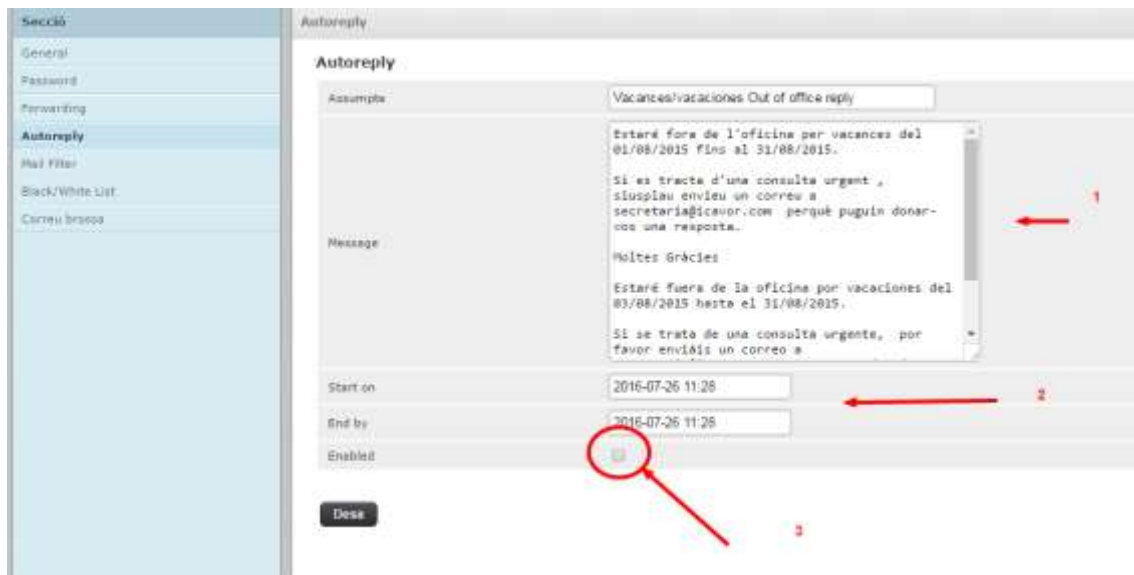 Secció
General
Password
Forwarding
Autoreply
Mail Filter
Black/White List
Correu brossa
Autoreply
Autoreply
Assumpte
Vacances/vacaciones Out of office reply
Message
Estaré fora de l'oficina per vacances del
01/08/2015 fins al 31/08/2015.
Si es tracta d'una consulta urgent ,
siusplau envieu un correu a
secretaria@icavor.com perquè puguin donar-
vos una resposta.
Moltes Gràcies
Estaré fuera de la oficina por vacaciones del
03/08/2015 hasta el 31/08/2015.
Si se trata de una consulta urgente, por
favor enviáis un correo a
1
Start on
2016-07-26 11:28
2
End by
2016-07-26 11:28
Enabled
Desa
3